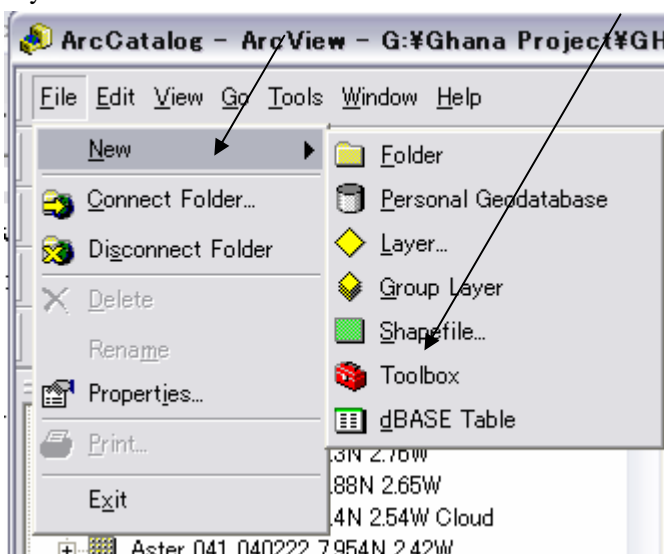 ArcCatalog - ArcView - G:¥Ghana Project¥GH
File Edit View Go Tools Window Help
New
Connect Folder...
Disconnect Folder
Delete
Rename
Properties...
Print...
Exit
Folder
Personal Geodatabase
Layer...
Group Layer
Shapefile...
Toolbox
dBASE Table
.3N 2.76W
.88N 2.65W
.4N 2.54W Cloud
Aster 041 040222 7.954N 2.42W